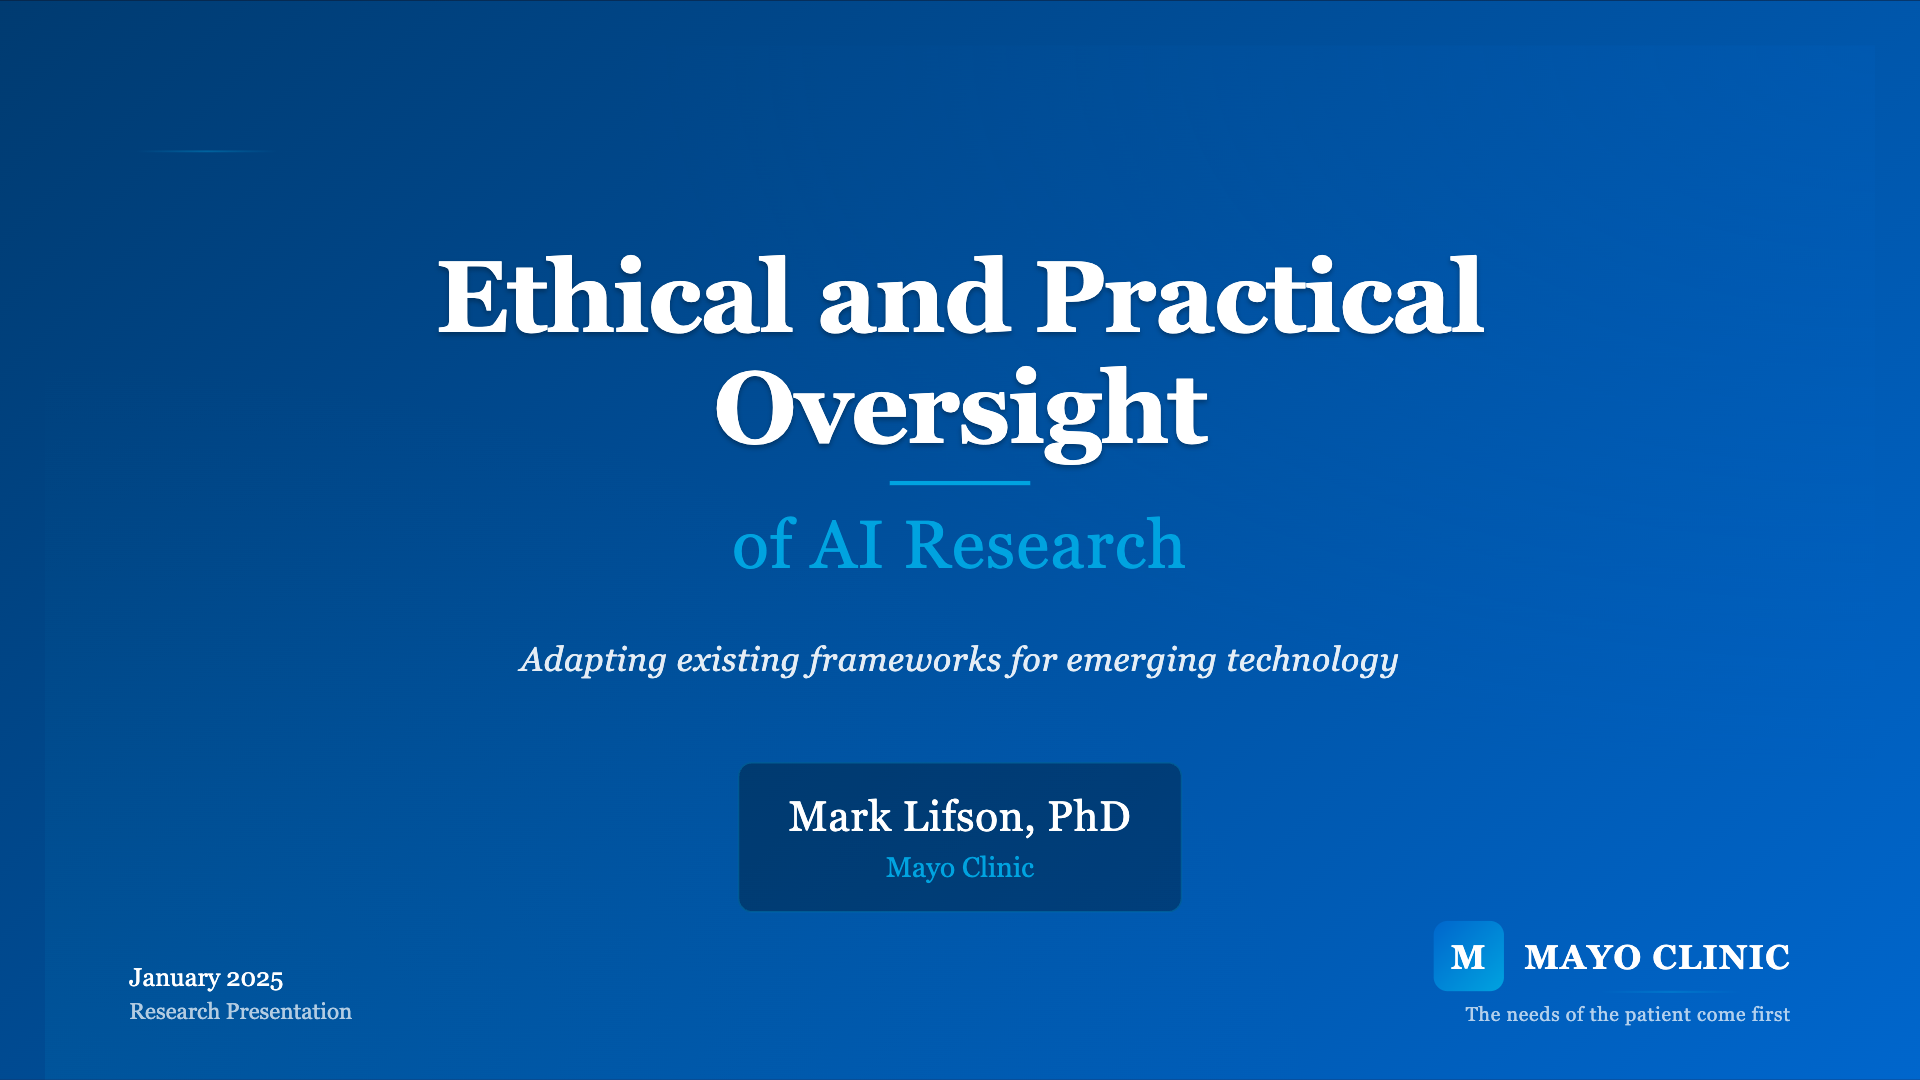 Ethical and Practical
Oversight
of AI Research
Adapting existing frameworks for emerging technology
Mark Lifson, PhD
Mayo Clinic
January 2025
Research Presentation
M MAYO CLINIC
The needs of the patient come first